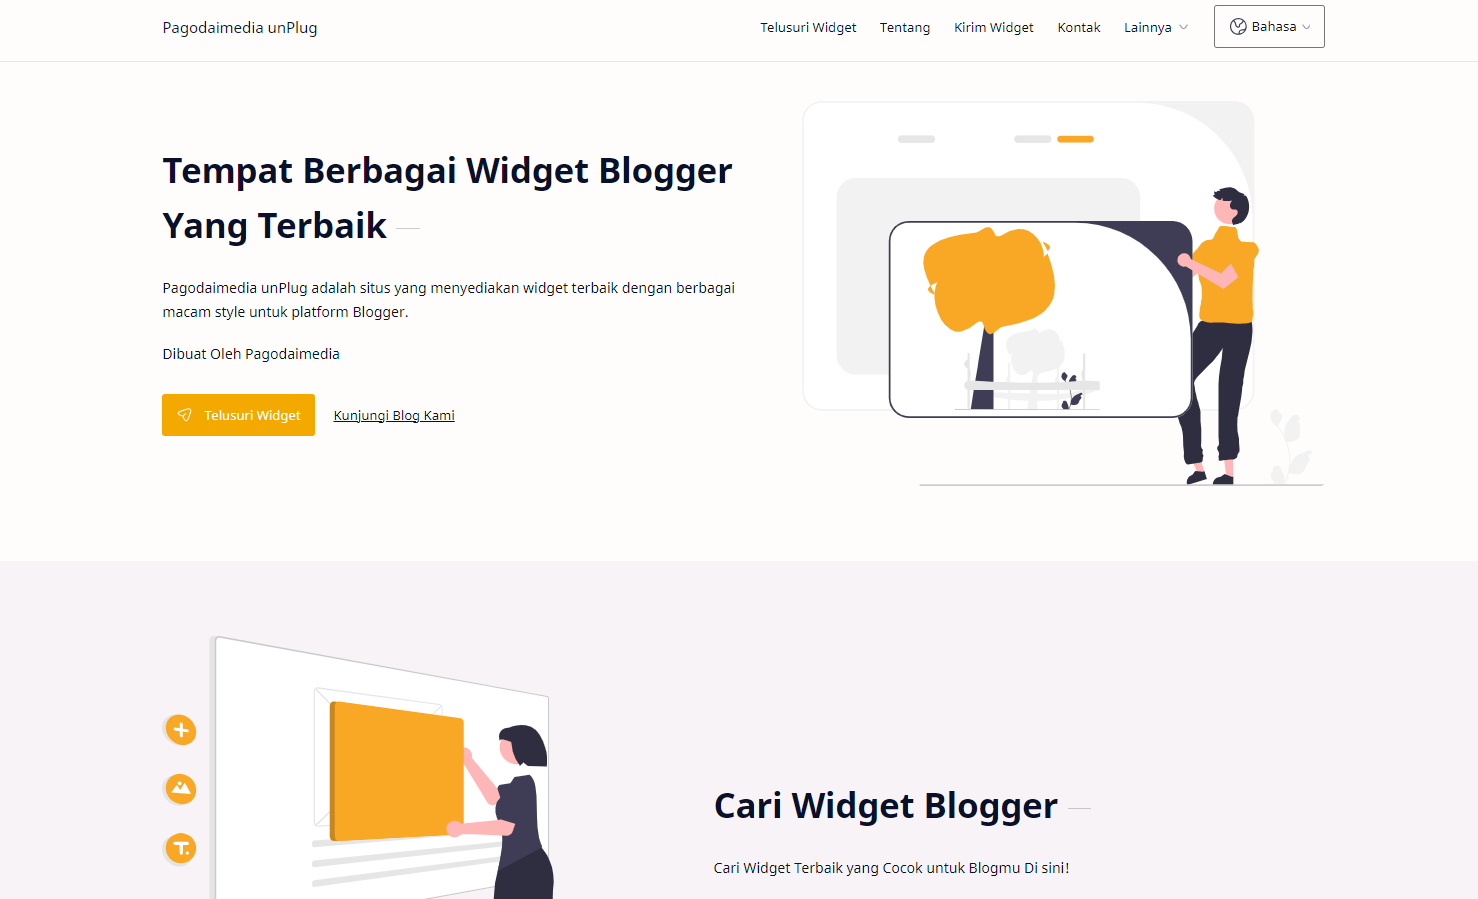 Pagodaimedia unPlug
Telusuri Widget
Tentang
Kirim Widget
Kontak
Lainnya
Bahasa
Tempat Berbagai Widget Blogger
Yang Terbaik
Pagodaimedia unPlug adalah situs yang menyediakan widget terbaik dengan berbagai
macam style untuk platform Blogger.
Dibuat Oleh Pagodaimedia
Telusuri Widget
Kunjungi Blog Kami
T.
Cari Widget Blogger
Cari Widget Terbaik yang Cocok untuk Blogmu Di sini!